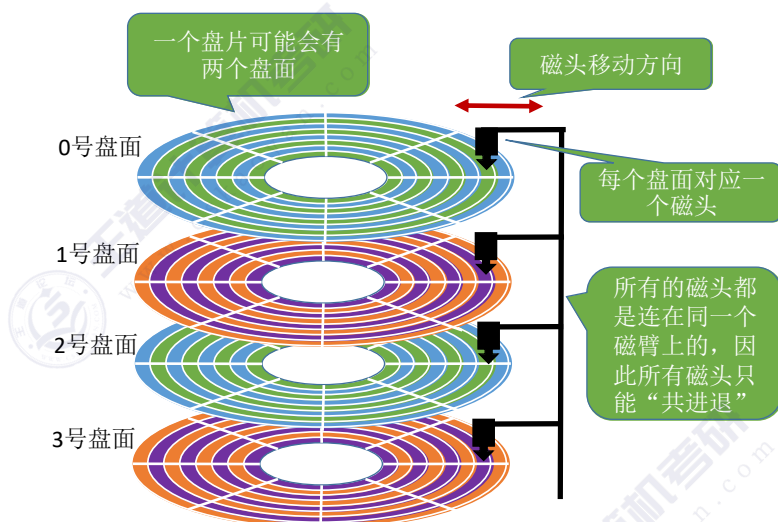 一个盘片可能会有
两个盘面
磁头移动方向
0号盘面
每个盘面对应一
个磁头
1号盘面
所有的磁头都
是连在同一个
磁臂上的，因
此所有磁头只
能“共进退”
2号盘面
3号盘面